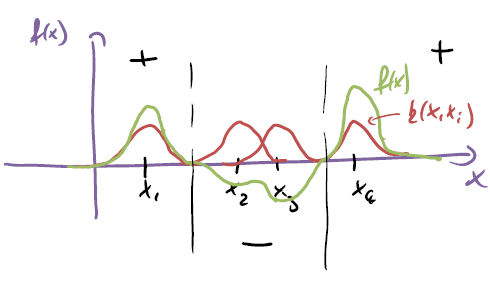 f(x)
+
+
f(x)
k(x,xᵢ)
x₁
x₂
x₃
x₄
x
−